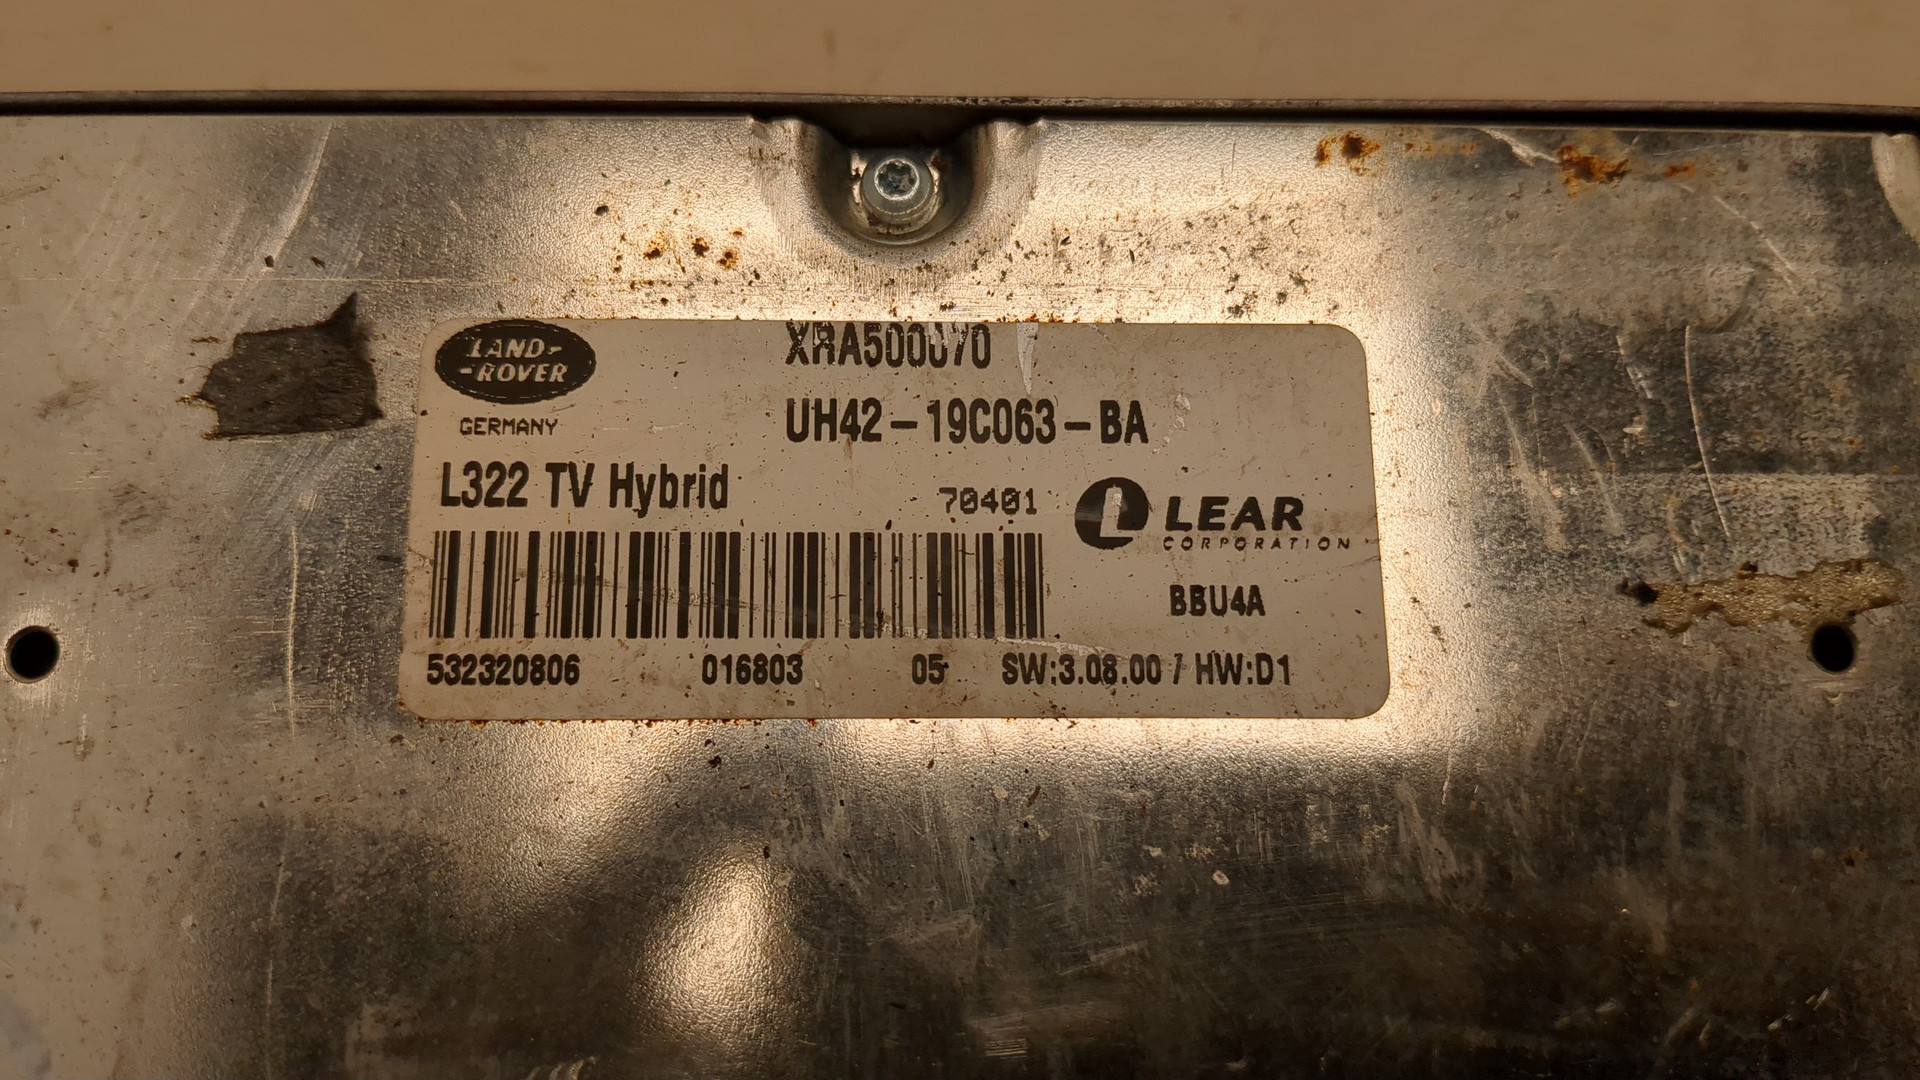 LAND-
-ROVER
XRA500070
GERMANY
UH42-19C063-BA
L322 TV Hybrid
70401
LEAR
CORPORATION
BBU4A
532320806 016803 05 SW:3.08.00 / HW:D1